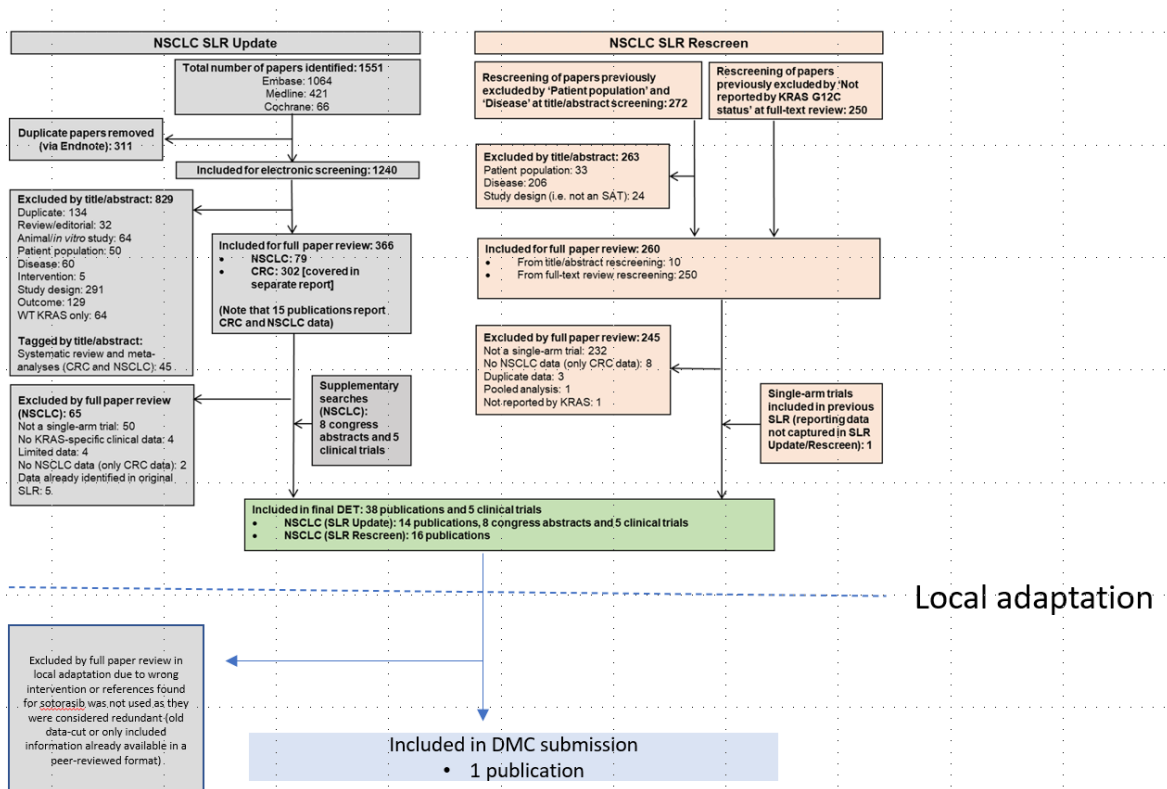 NSCLC SLR Update
Total number of papers identified: 1551
Embase: 1064
Medline: 421
Cochrane: 66
Duplicate papers removed
(via Endnote): 311
Included for electronic screening: 1240
Excluded by title/abstract: 829
Duplicate: 134
Review/editorial: 32
Animal/in vitro study: 64
Patient population: 50
Disease: 60
Intervention: 5
Study design: 291
Outcome: 129
WT KRAS only: 64
Tagged by title/abstract:
Systematic review and meta-
analyses (CRC and NSCLC): 45
Included for full paper review: 366
• NSCLC: 79
• CRC: 302 [covered in
separate report]
(Note that 15 publications report
CRC and NSCLC data)
Excluded by full paper review
(NSCLC): 65
Not a single-arm trial: 50
No KRAS-specific clinical data: 4
Limited data: 4
No NSCLC data (only CRC data): 2
Data already identified in original
SLR: 5.
Supplementary
searches (NSCLC):
8 congress
abstracts and 5
clinical trials
NSCLC SLR Rescreen
Rescreening of papers previously
excluded by 'Patient population' and
'Disease' at title/abstract screening: 272
Rescreening of papers
previously excluded by 'Not
reported by KRAS G12C
status' at full-text review: 250
Excluded by title/abstract: 263
Patient population: 33
Disease: 206
Study design (i.e. not an SAT): 24
Included for full paper review: 260
• From title/abstract rescreening: 10
• From full-text review rescreening: 250
Excluded by full paper review: 245
Not a single-arm trial: 232
No NSCLC data (only CRC data): 8
Duplicate data: 3
Pooled analysis: 1
Not reported by KRAS: 1
Single-arm trials
included in previous
SLR (reporting data
not captured in SLR
Update/Rescreen): 1
Included in final DET: 38 publications and 5 clinical trials
• NSCLC (SLR Update): 14 publications, 8 congress abstracts and 5 clinical trials
• NSCLC (SLR Rescreen): 16 publications
Local adaptation
Excluded by full paper review in
local adaptation due to wrong
intervention or references found
for sotorasib was not used as they
were considered redundant (old
data-cut or only included
information already available in a
peer-reviewed format).
Included in DMC submission
• 1 publication